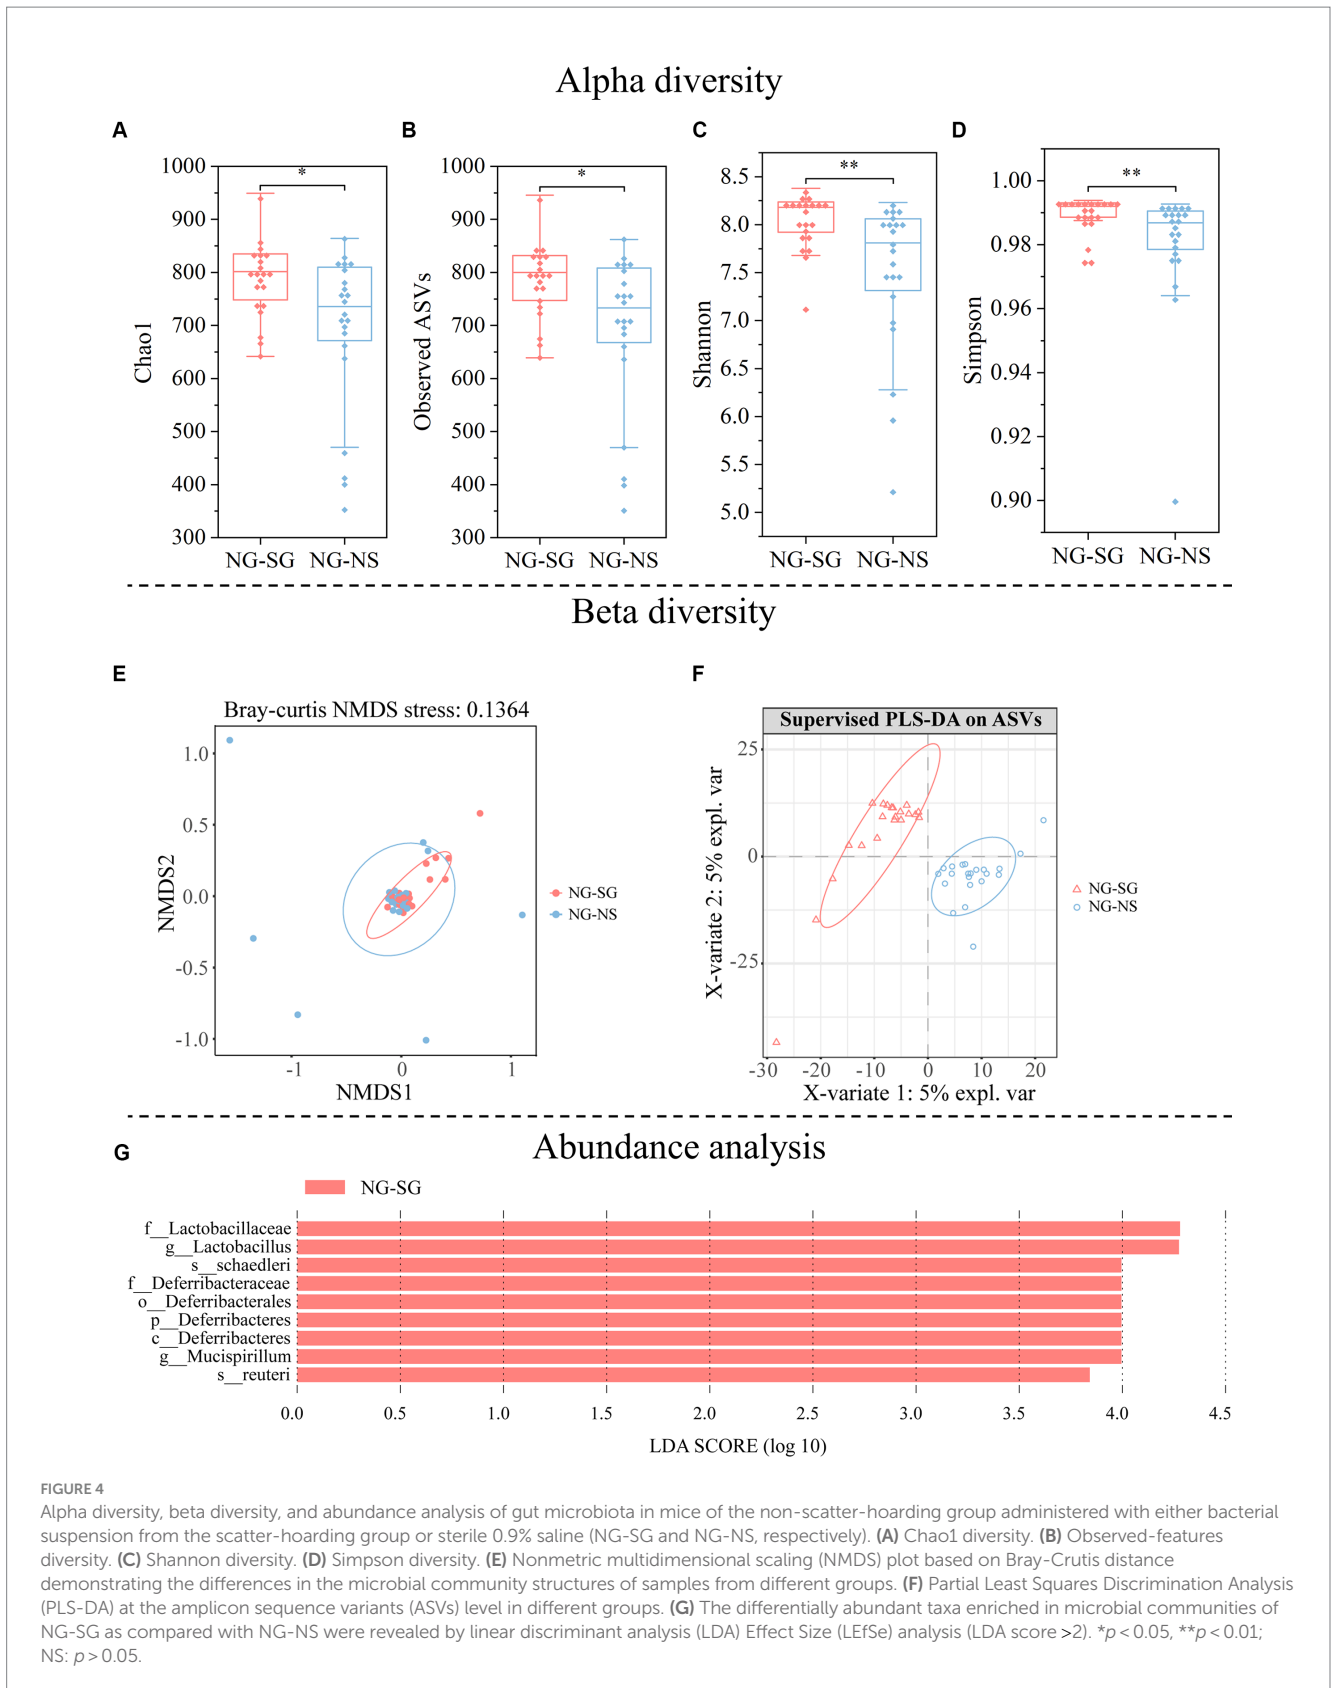 Alpha diversity
A
B
C
D
1000
900
800
700
600
500
400
300
Chao1
*
NG-SG NG-NS
1000
900
800
700
600
500
400
300
Observed ASVs
*
NG-SG NG-NS
8.5
8.0
7.5
7.0
6.5
6.0
5.5
5.0
Shannon
**
NG-SG NG-NS
1.00
0.98
0.96
0.94
0.92
0.90
Simpson
**
NG-SG NG-NS
Beta diversity
E
Bray-curtis NMDS stress: 0.1364
1.0
0.5
0.0
-0.5
-1.0
NMDS2
-1 0 1
NMDS1
NG-SG
NG-NS
F
Supervised PLS-DA on ASVs
25
0
-25
X-variate 2: 5% expl. var
-30 -20 -10 0 10 20
X-variate 1: 5% expl. var
NG-SG
NG-NS
Abundance analysis
G
NG-SG
f__Lactobacillaceae
g__Lactobacillus
s__schaedleri
f__Deferribacteraceae
o__Deferribacterales
p__Deferribacteres
c__Deferribacteres
g__Mucispirillum
s__reuteri
0.0 0.5 1.0 1.5 2.0 2.5 3.0 3.5 4.0 4.5
LDA SCORE (log 10)
FIGURE 4
Alpha diversity, beta diversity, and abundance analysis of gut microbiota in mice of the non-scatter-hoarding group administered with either bacterial
suspension from the scatter-hoarding group or sterile 0.9% saline (NG-SG and NG-NS, respectively). (A) Chao1 diversity. (B) Observed-features
diversity. (C) Shannon diversity. (D) Simpson diversity. (E) Nonmetric multidimensional scaling (NMDS) plot based on Bray-Crutis distance
demonstrating the differences in the microbial community structures of samples from different groups. (F) Partial Least Squares Discrimination Analysis
(PLS-DA) at the amplicon sequence variants (ASVs) level in different groups. (G) The differentially abundant taxa enriched in microbial communities of
NG-SG as compared with NG-NS were revealed by linear discriminant analysis (LDA) Effect Size (LEfSe) analysis (LDA score >2). *p < 0.05, **p < 0.01;
NS: p > 0.05.